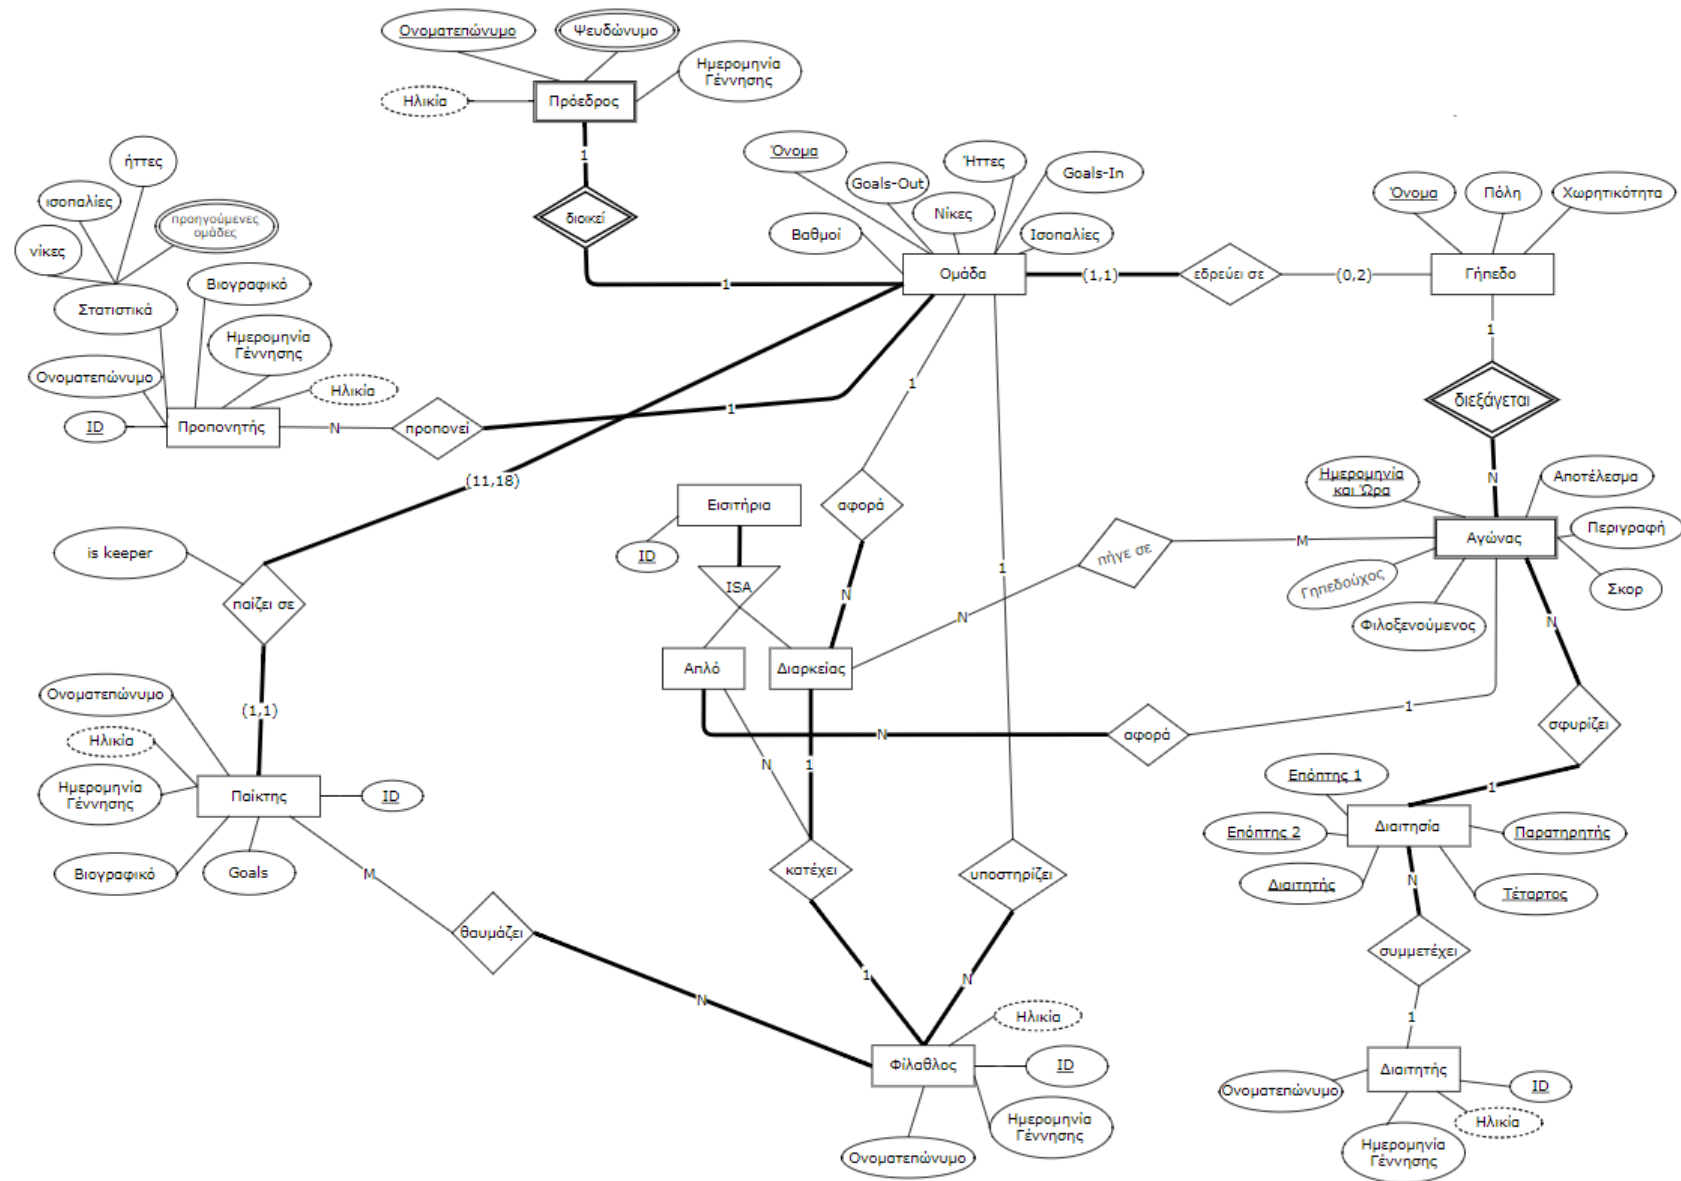 Ονοματεπώνυμο
Ψευδώνυμο
Ημερομηνία
Γέννησης
Ηλικία
Πρόεδρος
1
διοικεί
1
ήττες
ισοπαλίες
προηγούμενες
ομάδες
νίκες
Στατιστικά
Βιογραφικό
Ημερομηνία
Γέννησης
Ονοματεπώνυμο
Ηλικία
ID
Προπονητής
N
προπονεί
1
Όνομα
Ήττες
Goals-Out
Goals-In
Νίκες
Βαθμοί
Ισοπαλίες
Ομάδα
(1,1)
εδρεύει σε
(0,2)
Όνομα
Πόλη
Χωρητικότητα
Γήπεδο
1
διεξάγεται
N
Ημερομηνία
και Ώρα
Αποτέλεσμα
Περιγραφή
Αγώνας
Σκορ
Γηπεδούχος
Φιλοξενούμενος
(11,18)
is keeper
παίζει σε
(1,1)
Εισιτήρια
ID
ISA
1
αφορά
N
Απλό
Διαρκείας
πήγε σε
M
N
1
N
αφορά
1
N
σφυρίζει
1
Ονοματεπώνυμο
Ηλικία
Ημερομηνία
Γέννησης
Παίκτης
ID
Βιογραφικό
Goals
M
θαυμάζει
N
N
1
κατέχει
1
υποστηρίζει
N
Επόπτης 1
Επόπτης 2
Διαιτησία
Παρατηρητής
Διαιτητής
Τέταρτος
N
συμμετέχει
1
Ηλικία
Φίλαθλος
ID
Ημερομηνία
Γέννησης
Ονοματεπώνυμο
Διαιτητής
Ονοματεπώνυμο
ID
Ηλικία
Ημερομηνία
Γέννησης